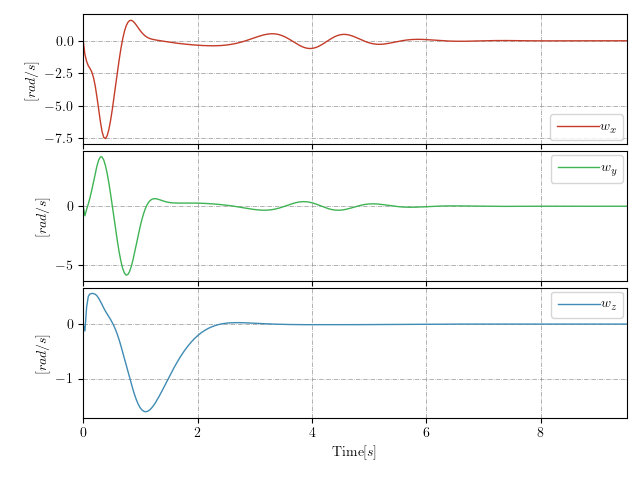 0.0
−2.5
−5.0
−7.5
[rad/s]
w_x
0
−5
[rad/s]
w_y
0
−1
[rad/s]
w_z
0 2 4 6 8
Time[s]